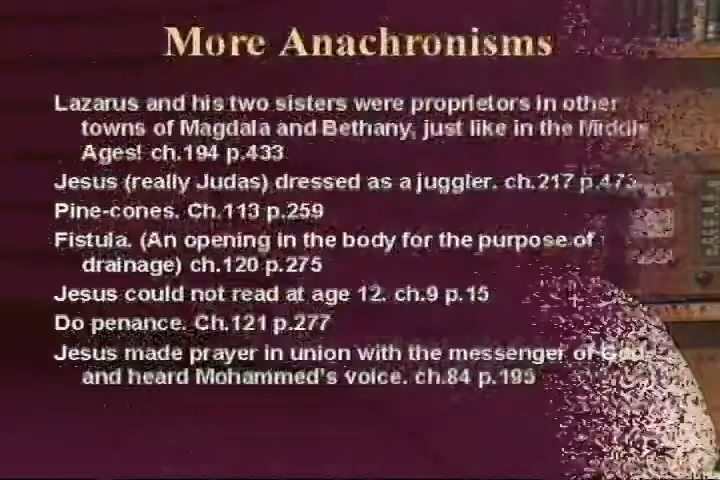 More Anachronisms
Lazarus and his two sisters were proprietors in other
towns of Magdala and Bethany, just like in the Middle
Ages! ch.194 p.433
Jesus (really Judas) dressed as a juggler. ch.217 p.473
Pine-cones. Ch.113 p.259
Fistula. (An opening in the body for the purpose of
drainage) ch.120 p.275
Jesus could not read at age 12. ch.9 p.15
Do penance. Ch.121 p.277
Jesus made prayer in union with the messenger of God
and heard Mohammed's voice. ch.84 p.195